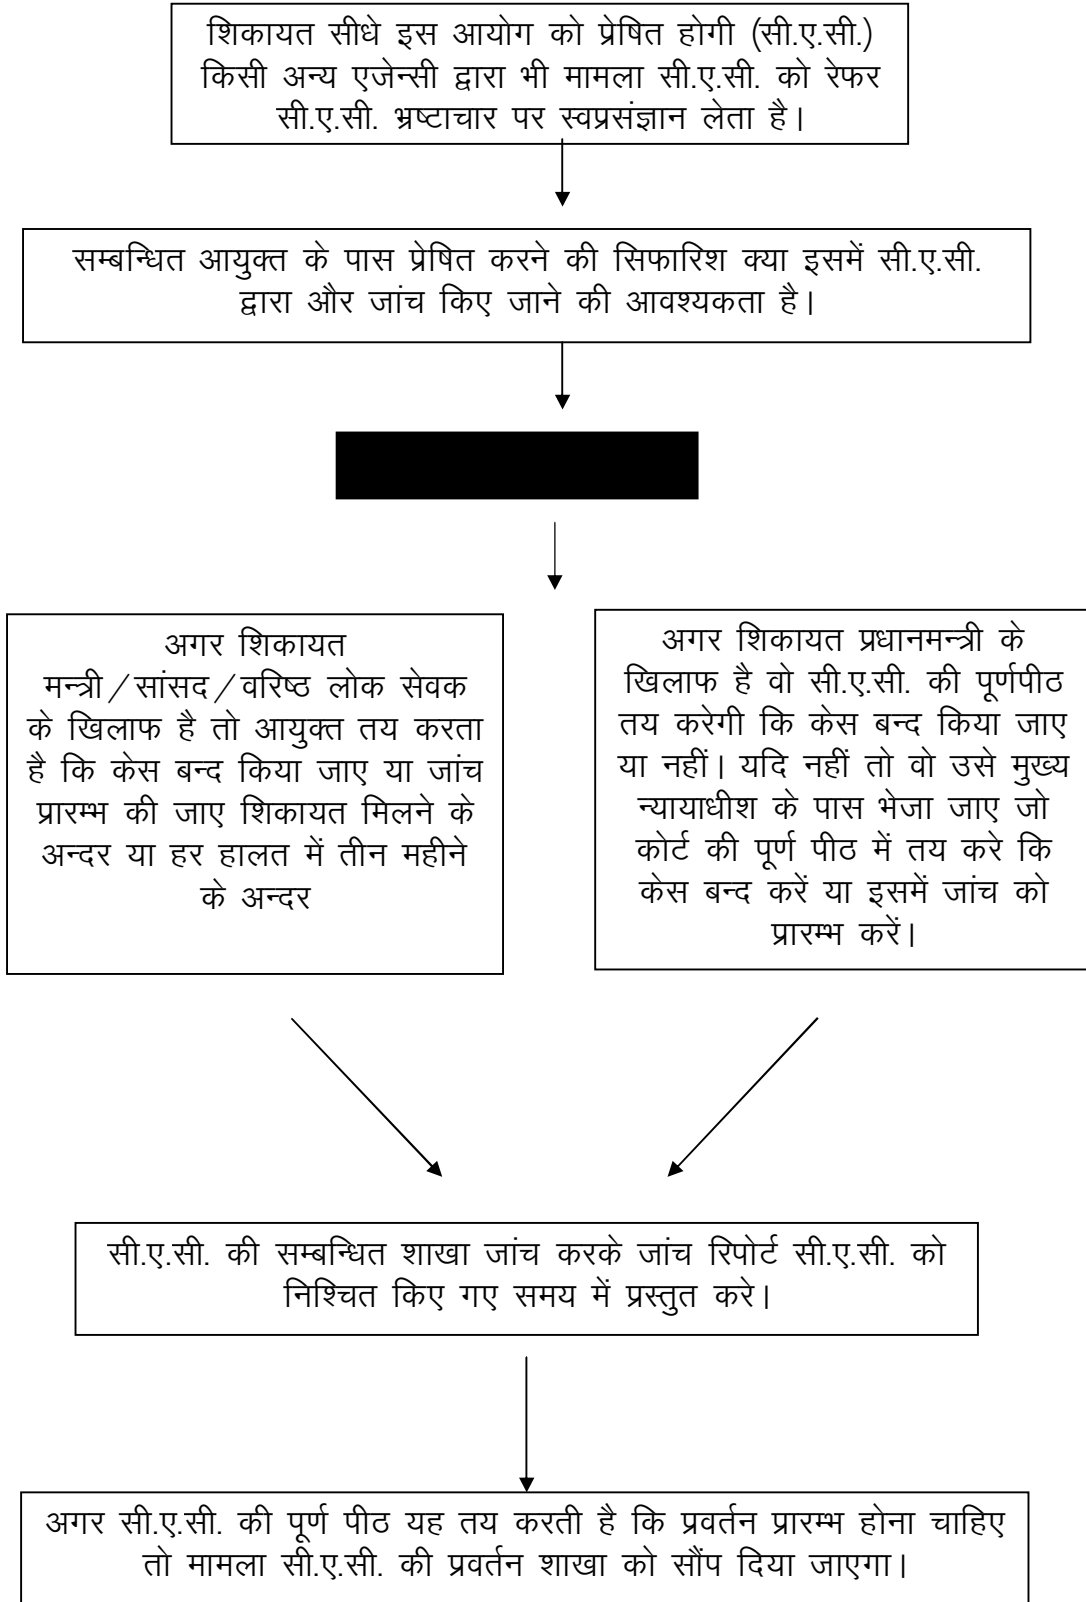 शिकायत सीधे इस आयोग को प्रेषित होगी (सी.ए.सी.)
किसी अन्य एजेन्सी द्वारा भी मामला सी.ए.सी. को रेफर
सी.ए.सी. भ्रष्टाचार पर स्वप्रसंज्ञान लेता है।
सम्बन्धित आयुक्त के पास प्रेषित करने की सिफारिश क्या इसमें सी.ए.सी.
द्वारा और जांच किए जाने की आवश्यकता है।
अगर शिकायत
मन्त्री/सांसद/वरिष्ठ लोक सेवक
के खिलाफ है तो आयुक्त तय करता
है कि केस बन्द किया जाए या जांच
प्रारम्भ की जाए शिकायत मिलने के
अन्दर या हर हालत में तीन महीने
के अन्दर
अगर शिकायत प्रधानमन्त्री के
खिलाफ है वो सी.ए.सी. की पूर्णपीठ
तय करेगी कि केस बन्द किया जाए
या नहीं। यदि नहीं तो वो उसे मुख्य
न्यायाधीश के पास भेजा जाए जो
कोर्ट की पूर्ण पीठ में तय करे कि
केस बन्द करें या इसमें जांच को
प्रारम्भ करें।
सी.ए.सी. की सम्बन्धित शाखा जांच करके जांच रिपोर्ट सी.ए.सी. को
निश्चित किए गए समय में प्रस्तुत करे।
अगर सी.ए.सी. की पूर्ण पीठ यह तय करती है कि प्रवर्तन प्रारम्भ होना चाहिए
तो मामला सी.ए.सी. की प्रवर्तन शाखा को सौंप दिया जाएगा।